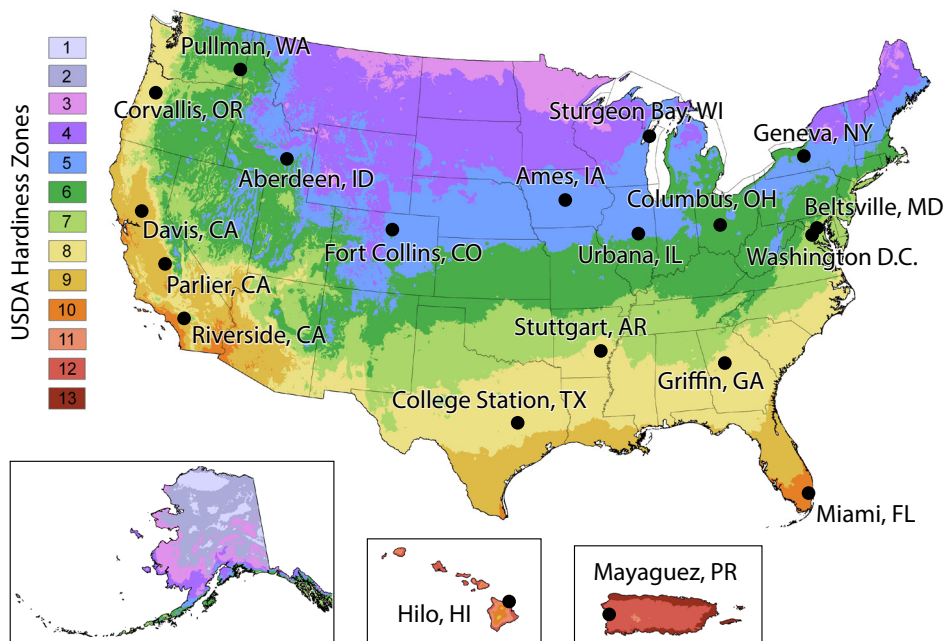 USDA Hardiness Zones
1
2
3
4
5
6
7
8
9
10
11
12
13
Pullman, WA
Corvallis, OR
Aberdeen, ID
Sturgeon Bay, WI
Geneva, NY
Ames, IA
Columbus, OH
Beltsville, MD
Davis, CA
Fort Collins, CO
Urbana, IL
Washington D.C.
Parlier, CA
Riverside, CA
Stuttgart, AR
Griffin, GA
College Station, TX
Miami, FL
Hilo, HI
Mayaguez, PR